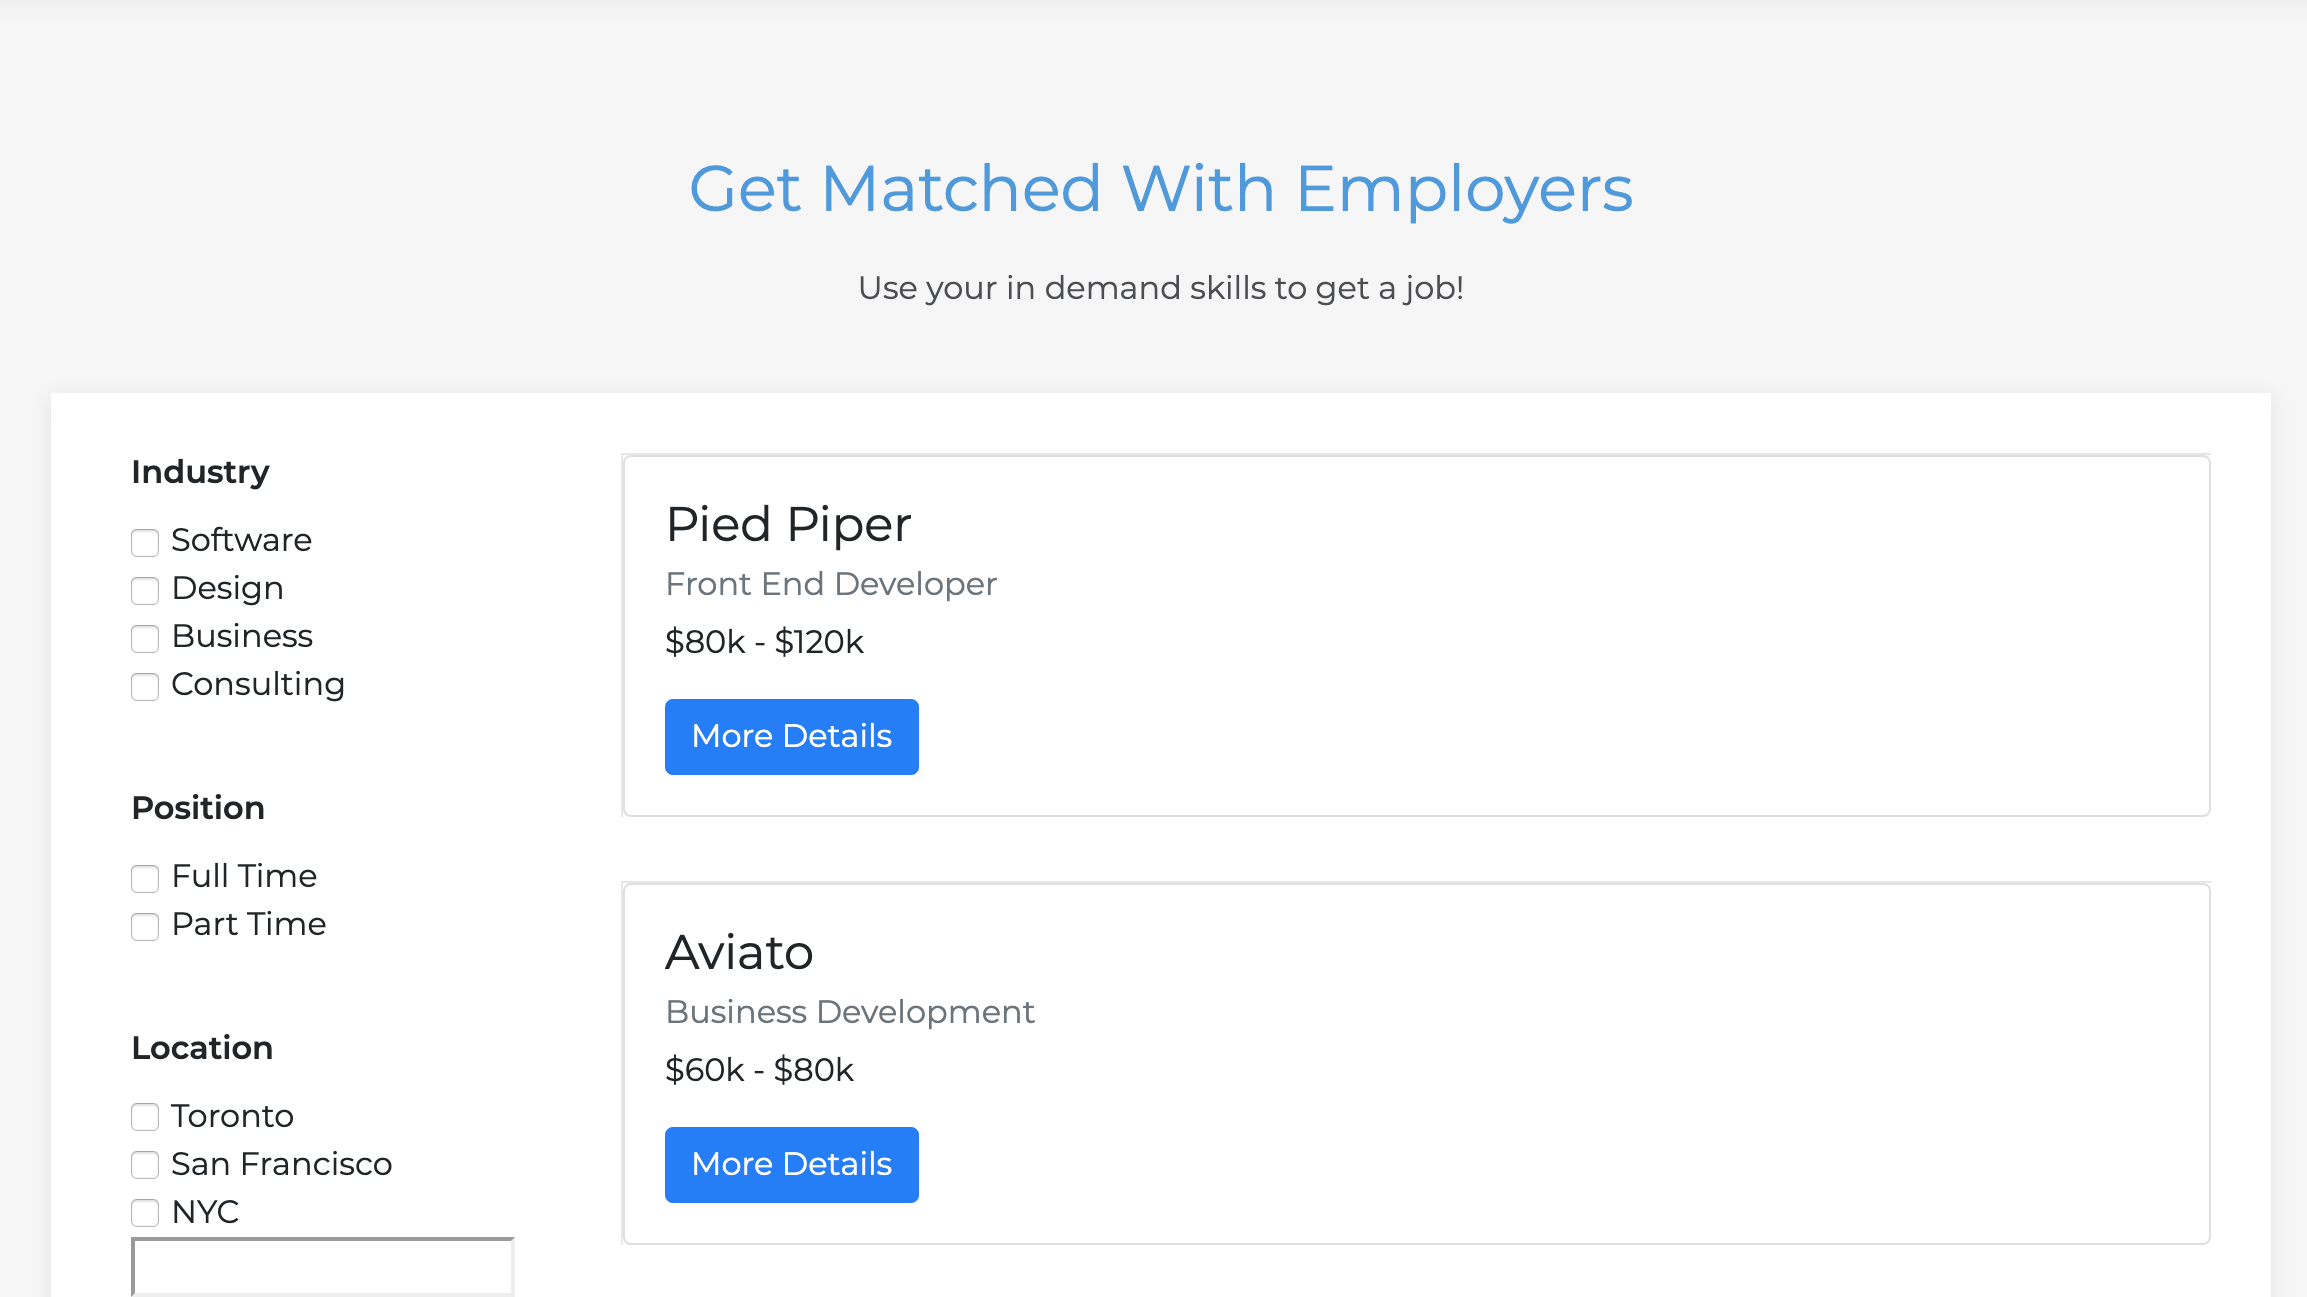 Get Matched With Employers
Use your in demand skills to get a job!
Industry
Software
Design
Business
Consulting
Position
Full Time
Part Time
Location
Toronto
San Francisco
NYC
Pied Piper
Front End Developer
$80k - $120k
More Details
Aviato
Business Development
$60k - $80k
More Details